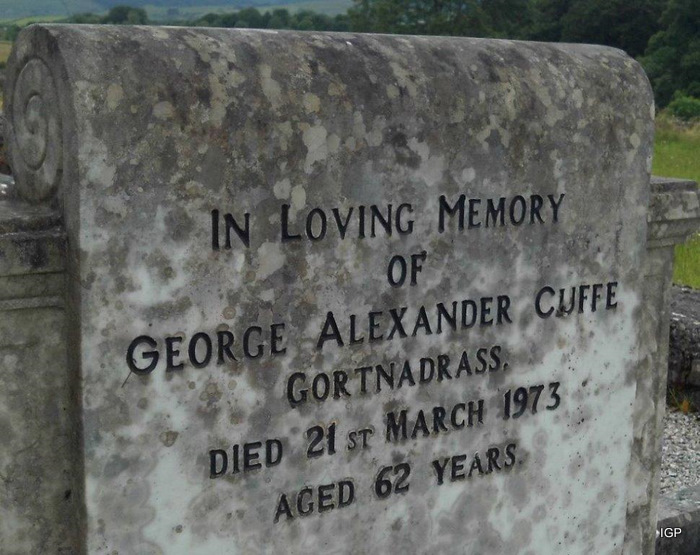 IN LOVING MEMORY
OF
GEORGE ALEXANDER CUFFE
GORTNADRASS.
DIED 21ST MARCH 1973
AGED 62 YEARS.
IGP